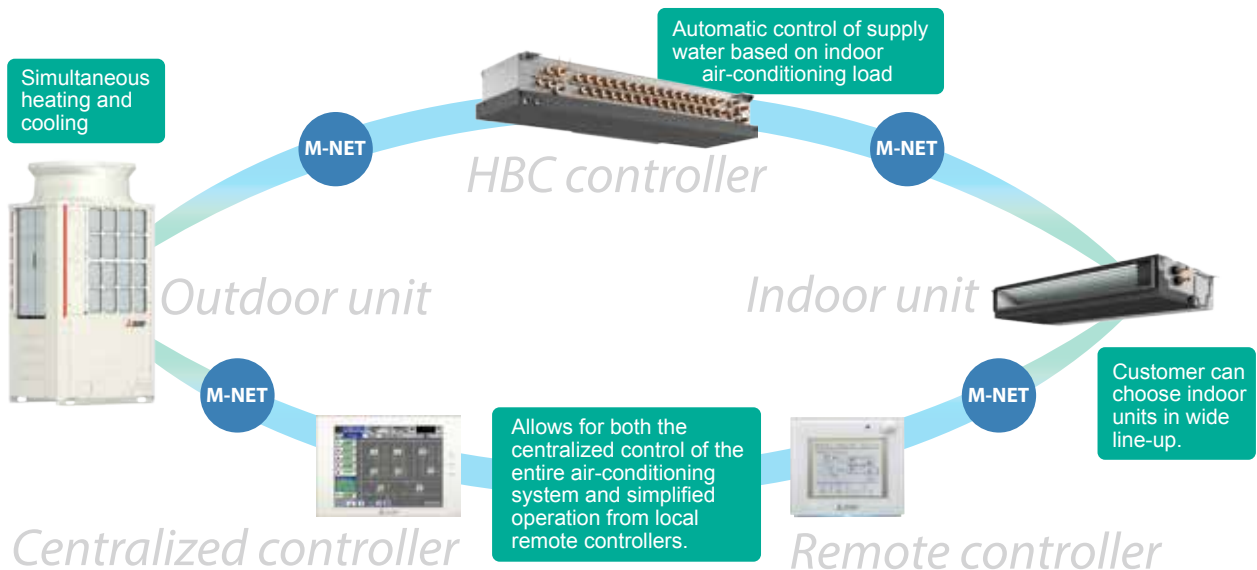 Simultaneous
heating and
cooling
Automatic control of supply
water based on indoor
air-conditioning load
M-NET
M-NET
HBC controller
Outdoor unit
Indoor unit
M-NET
M-NET
Customer can
choose indoor
units in wide
line-up.
Allows for both the
centralized control of the
entire air-conditioning
system and simplified
operation from local
remote controllers.
Centralized controller
Remote controller